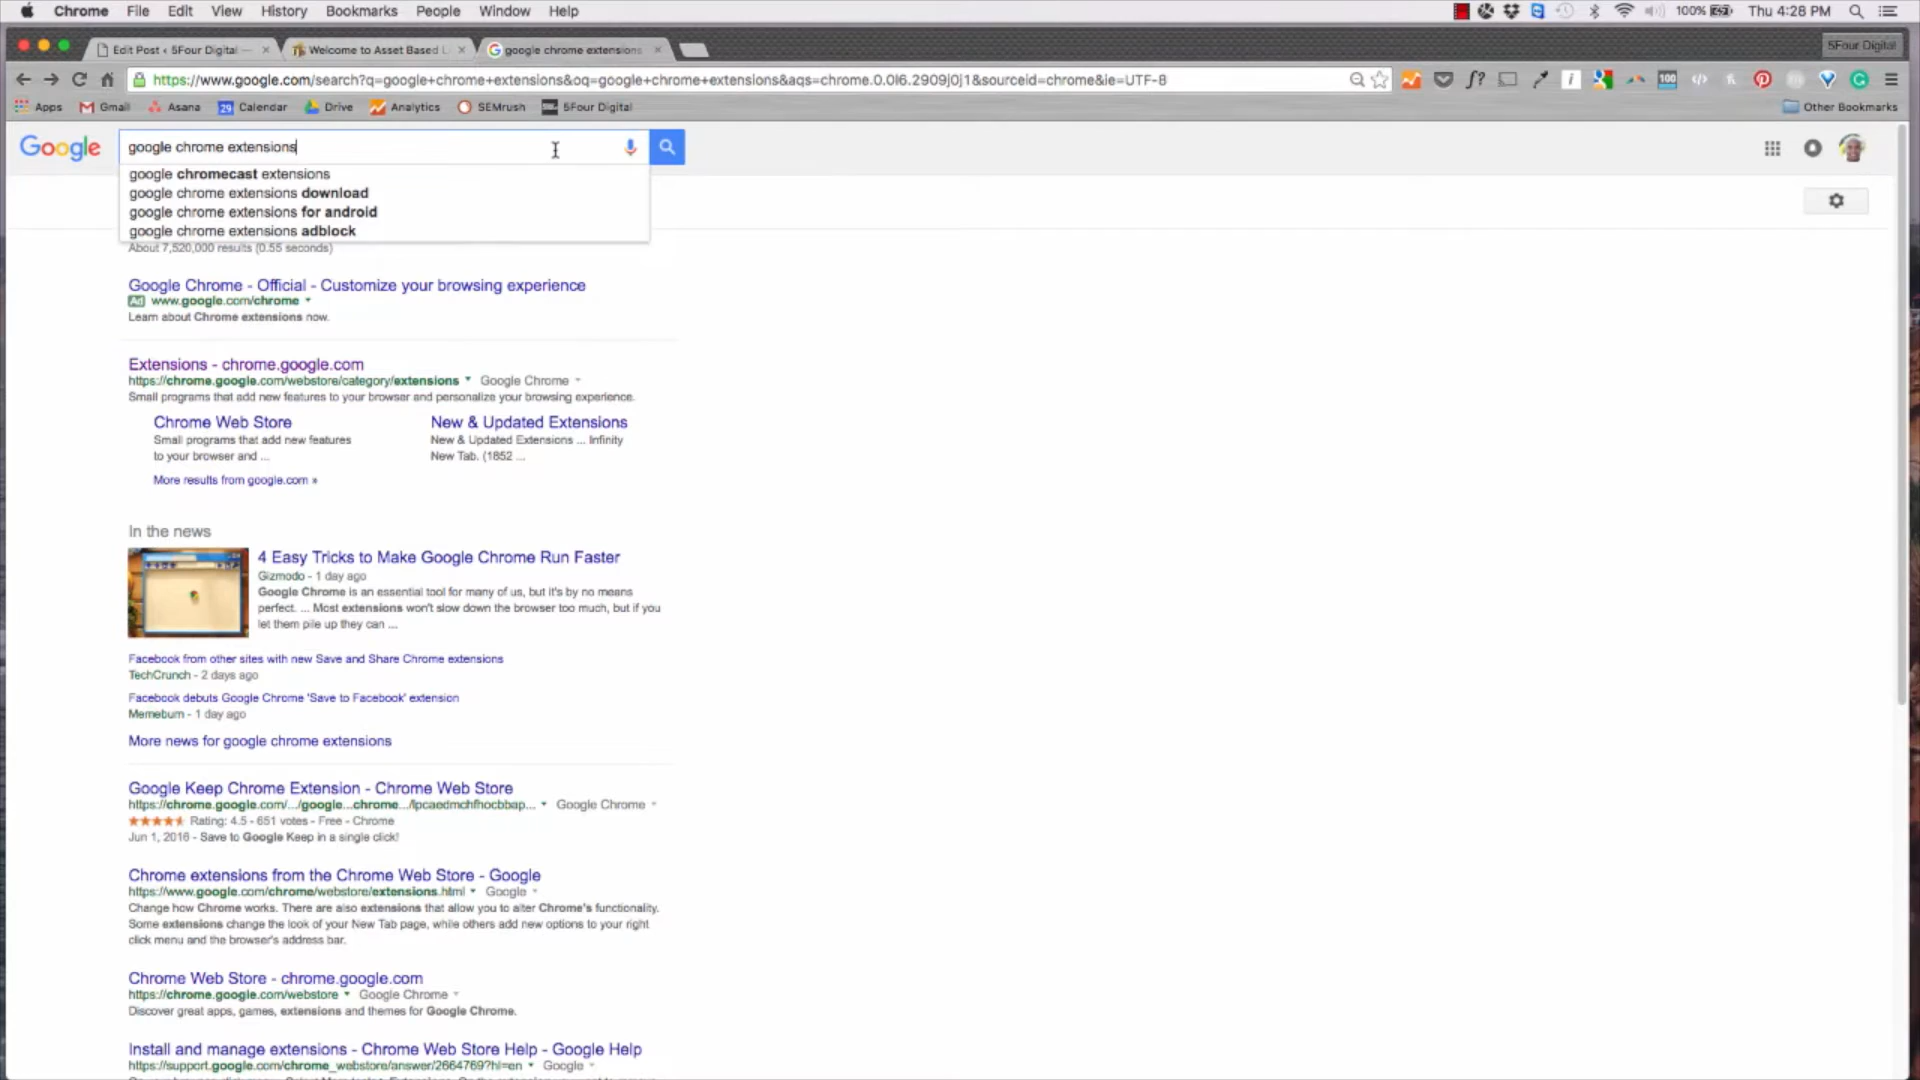 Chrome File Edit View History Bookmarks People Window Help 100% Thu 4:28 PM
Edit Post ‹ 5Four Digital — Welcome to Asset Based L google chrome extensions 5Four Digital
https://www.google.com/search?q=google+chrome+extensions&oq=google+chrome+extensions&aqs=chrome.0.0l6.2909j0j1&sourceid=chrome&ie=UTF-8
Apps Gmail Asana Calendar Drive Analytics SEMrush 5Four Digital Other Bookmarks
Google google chrome extensions
google chromecast extensions
google chrome extensions download
google chrome extensions for android
google chrome extensions adblock
About 7,520,000 results (0.55 seconds)
Google Chrome - Official - Customize your browsing experience
Ad www.google.com/chrome
Learn about Chrome extensions now.
Extensions - chrome.google.com
https://chrome.google.com/webstore/category/extensions Google Chrome
Small programs that add new features to your browser and personalize your browsing experience.
Chrome Web Store New & Updated Extensions
Small programs that add new features New & Updated Extensions ... Infinity
to your browser and ... New Tab. (1852 ...
More results from google.com »
In the news
4 Easy Tricks to Make Google Chrome Run Faster
Gizmodo - 1 day ago
Google Chrome is an essential tool for many of us, but it's by no means
perfect. ... Most extensions won't slow down the browser too much, but if you
let them pile up they can ...
Facebook from other sites with new Save and Share Chrome extensions
TechCrunch - 2 days ago
Facebook debuts Google Chrome 'Save to Facebook' extension
Memeburn - 1 day ago
More news for google chrome extensions
Google Keep Chrome Extension - Chrome Web Store
https://chrome.google.com/.../google...chrome.../lpcaedmchfhocbbap... Google Chrome
Rating: 4.5 - 651 votes - Free - Chrome
Jun 1, 2016 - Save to Google Keep in a single click!
Chrome extensions from the Chrome Web Store - Google
https://www.google.com/chrome/webstore/extensions.html Google
Change how Chrome works. There are also extensions that allow you to alter Chrome's functionality.
Some extensions change the look of your New Tab page, while others add new options to your right
click menu and the browser's address bar.
Chrome Web Store - chrome.google.com
https://chrome.google.com/webstore Google Chrome
Discover great apps, games, extensions and themes for Google Chrome.
Install and manage extensions - Chrome Web Store Help - Google Help
https://support.google.com/chrome_webstore/answer/2664769?hl=en Google